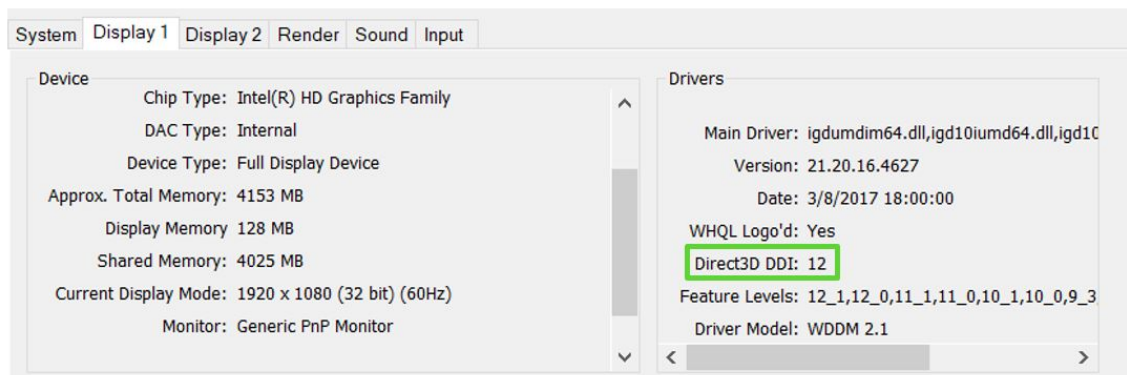 System Display 1 Display 2 Render Sound Input
Device
Chip Type: Intel(R) HD Graphics Family
DAC Type: Internal
Device Type: Full Display Device
Approx. Total Memory: 4153 MB
Display Memory 128 MB
Shared Memory: 4025 MB
Current Display Mode: 1920 x 1080 (32 bit) (60Hz)
Monitor: Generic PnP Monitor
Drivers
Main Driver: igdumdim64.dll,igd10iumd64.dll,igd10
Version: 21.20.16.4627
Date: 3/8/2017 18:00:00
WHQL Logo'd: Yes
Direct3D DDI: 12
Feature Levels: 12_1,12_0,11_1,11_0,10_1,10_0,9_3,
Driver Model: WDDM 2.1